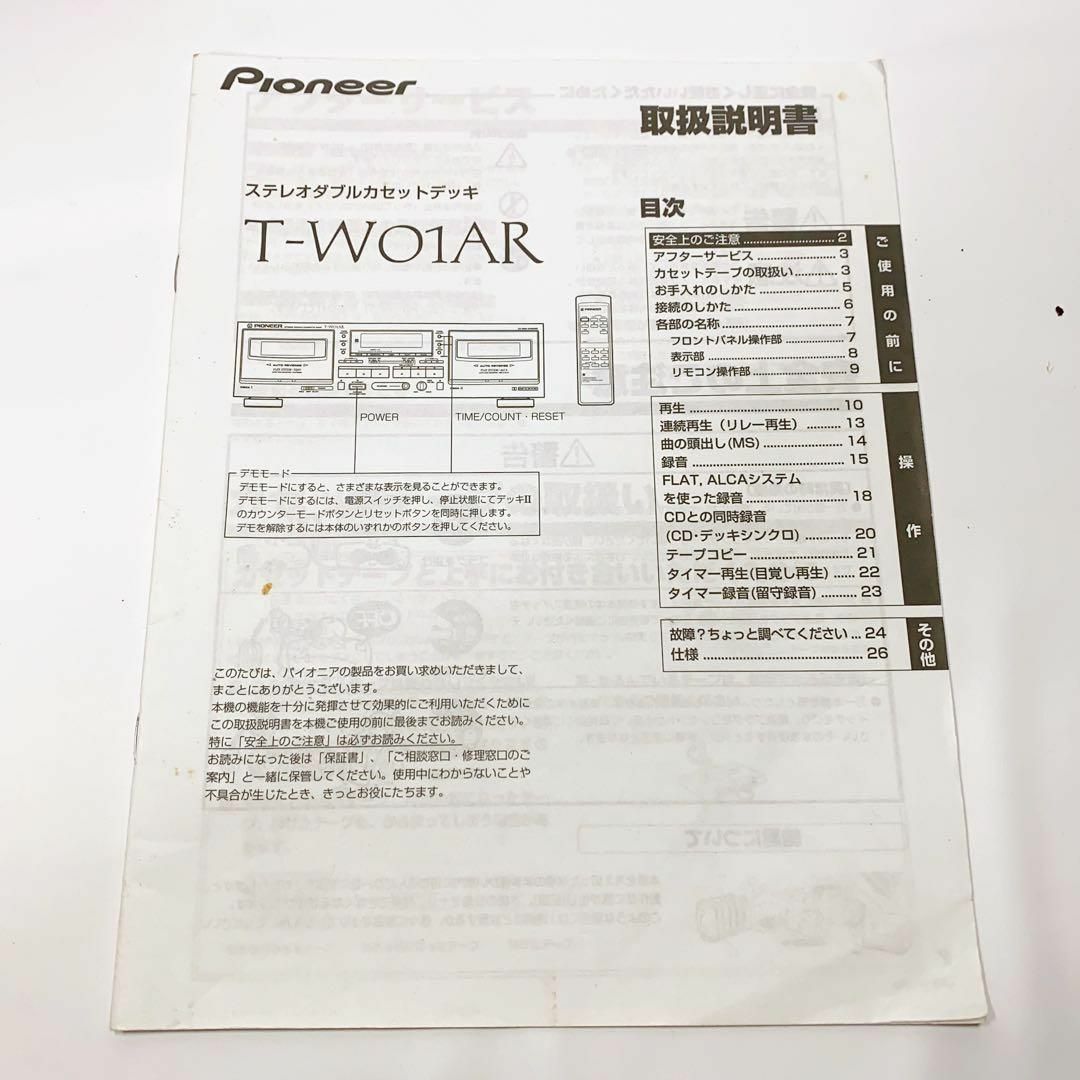 Pioneer
取扱説明書
ステレオダブルカセットデッキ
T-W01AR
PIONEER
T-W01AR
AUTO REVERSE
AUTO REVERSE
PIONEER
POWER
TIME/COUNT・RESET
デモモード
デモモードにすると、さまざまな表示を見ることができます。
デモモードにするには、電源スイッチを押し、停止状態にてデッキII
のカウンターモードボタンとリセットボタンを同時に押します。
デモを解除するには本体のいずれかのボタンを押してください。
このたびは、パイオニアの製品をお買い求めいただきまして、
まことにありがとうございます。
本機の機能を十分に発揮させて効果的にご利用いただくために
この取扱説明書を本機ご使用の前に最後までお読みください。
特に「安全上のご注意」は必ずお読みください。
お読みになった後は「保証書」、「ご相談窓口・修理窓口のご
案内」と一緒に保管してください。使用中にわからないことや
不具合が生じたとき、きっとお役にたちます。
目次
安全上のご注意 ............................ 2
アフターサービス ........................ 3
カセットテープの取扱い............. 3
お手入れのしかた ........................ 5
接続のしかた ................................ 6
各部の名称.................................... 7
フロントパネル操作部 .................. 7
表示部 .......................................... 8
リモコン操作部............................ 9
ご使用の前に
再生 .............................................. 10
連続再生（リレー再生） .......... 13
曲の頭出し(MS) ........................ 14
録音 .............................................. 15
FLAT, ALCAシステム
を使った録音............................... 18
CDとの同時録音
(CD・デッキシンクロ) ............. 20
テープコピー................................ 21
タイマー再生(目覚し再生) ...... 22
タイマー録音(留守録音) .......... 23
操作
故障？ちょっと調べてください ... 24
仕様 ................................................ 26
その他